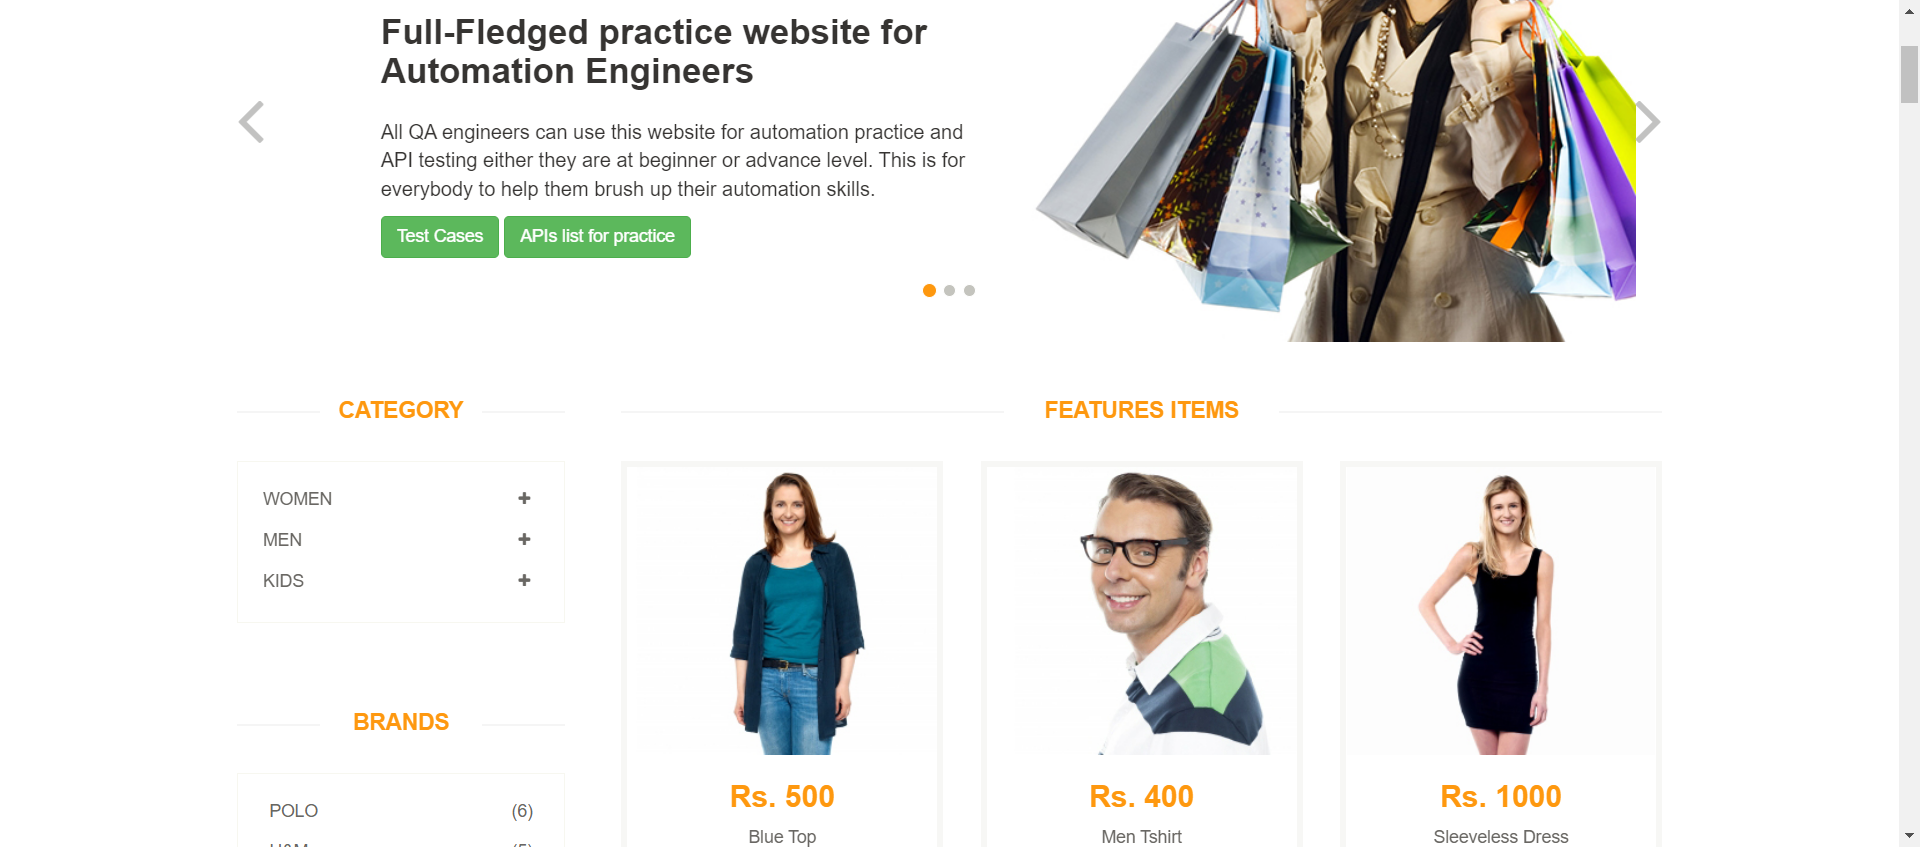 Full-Fledged practice website for
Automation Engineers
All QA engineers can use this website for automation practice and
API testing either they are at beginner or advance level. This is for
everybody to help them brush up their automation skills.
Test Cases
APIs list for practice
CATEGORY
WOMEN
MEN
KIDS
BRANDS
POLO (6)
FEATURES ITEMS
Rs. 500
Blue Top
Rs. 400
Men Tshirt
Rs. 1000
Sleeveless Dress